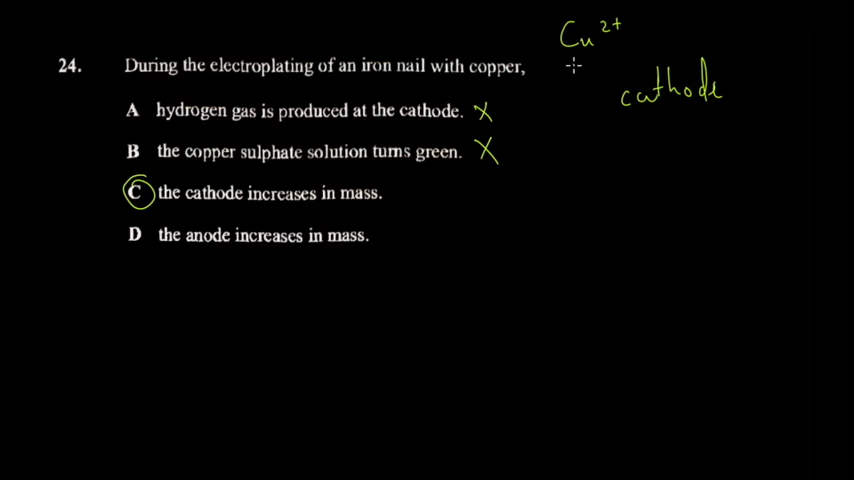 Cu²⁺
24. During the electroplating of an iron nail with copper,
cathode
A hydrogen gas is produced at the cathode. X
B the copper sulphate solution turns green. X
C the cathode increases in mass.
D the anode increases in mass.